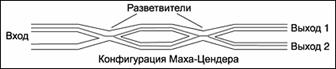 Разветвители
Вход
Выход 1
Выход 2
Конфигурация Маха-Цендера